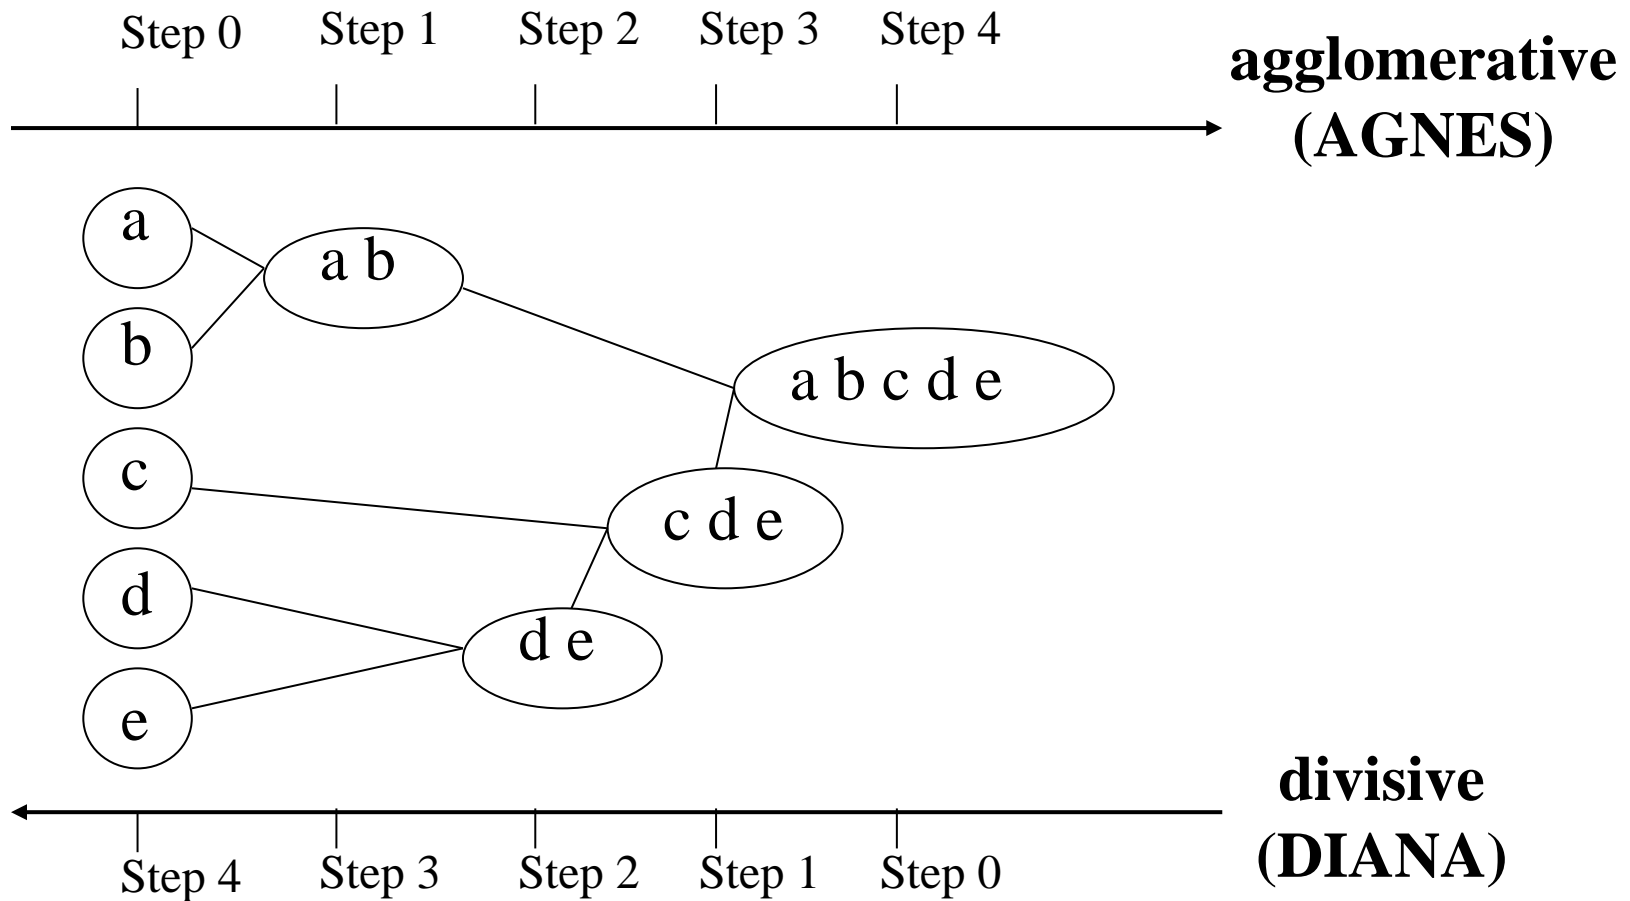 Step 0 Step 1 Step 2 Step 3 Step 4
agglomerative
(AGNES)
a
a b
b
a b c d e
c
c d e
d
d e
e
divisive
(DIANA)
Step 4 Step 3 Step 2 Step 1 Step 0